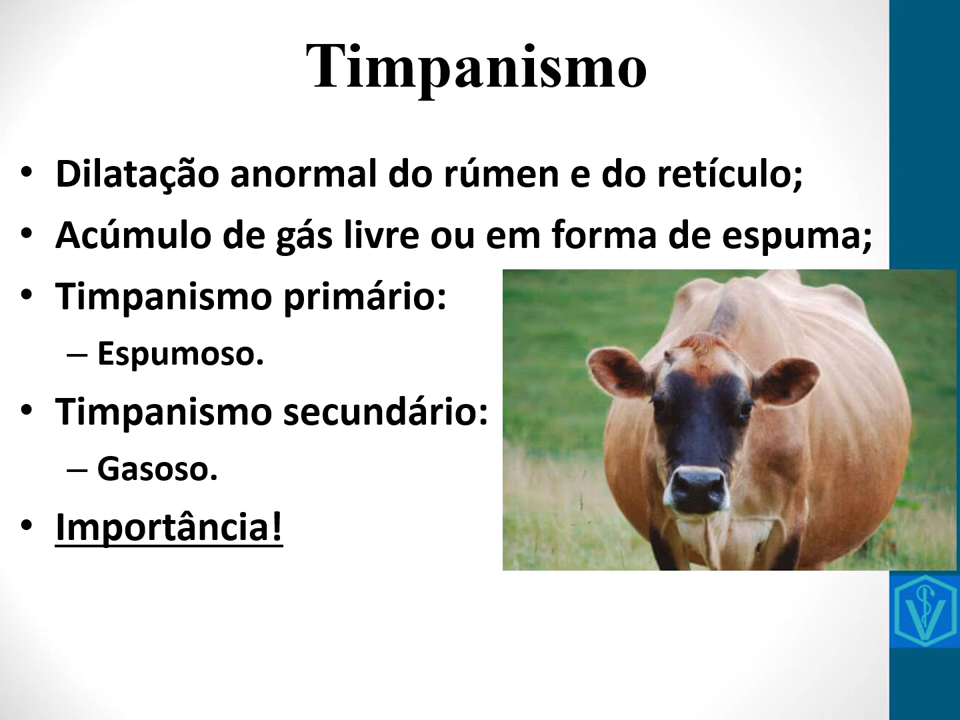 Timpanismo
• Dilatação anormal do rúmen e do retículo;
• Acúmulo de gás livre ou em forma de espuma;
• Timpanismo primário:
– Espumoso.
• Timpanismo secundário:
– Gasoso.
• Importância!
V